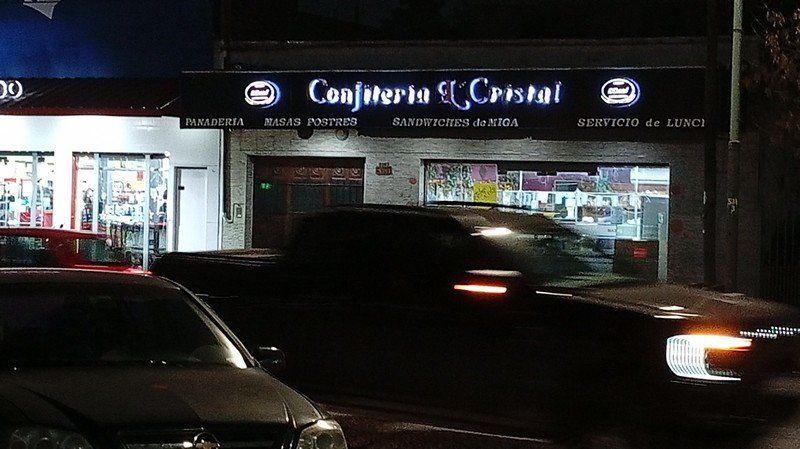 Confiteria El Cristal
PANADERIA MASAS POSTRES SANDWICHES de MIGA SERVICIO de LUNCH